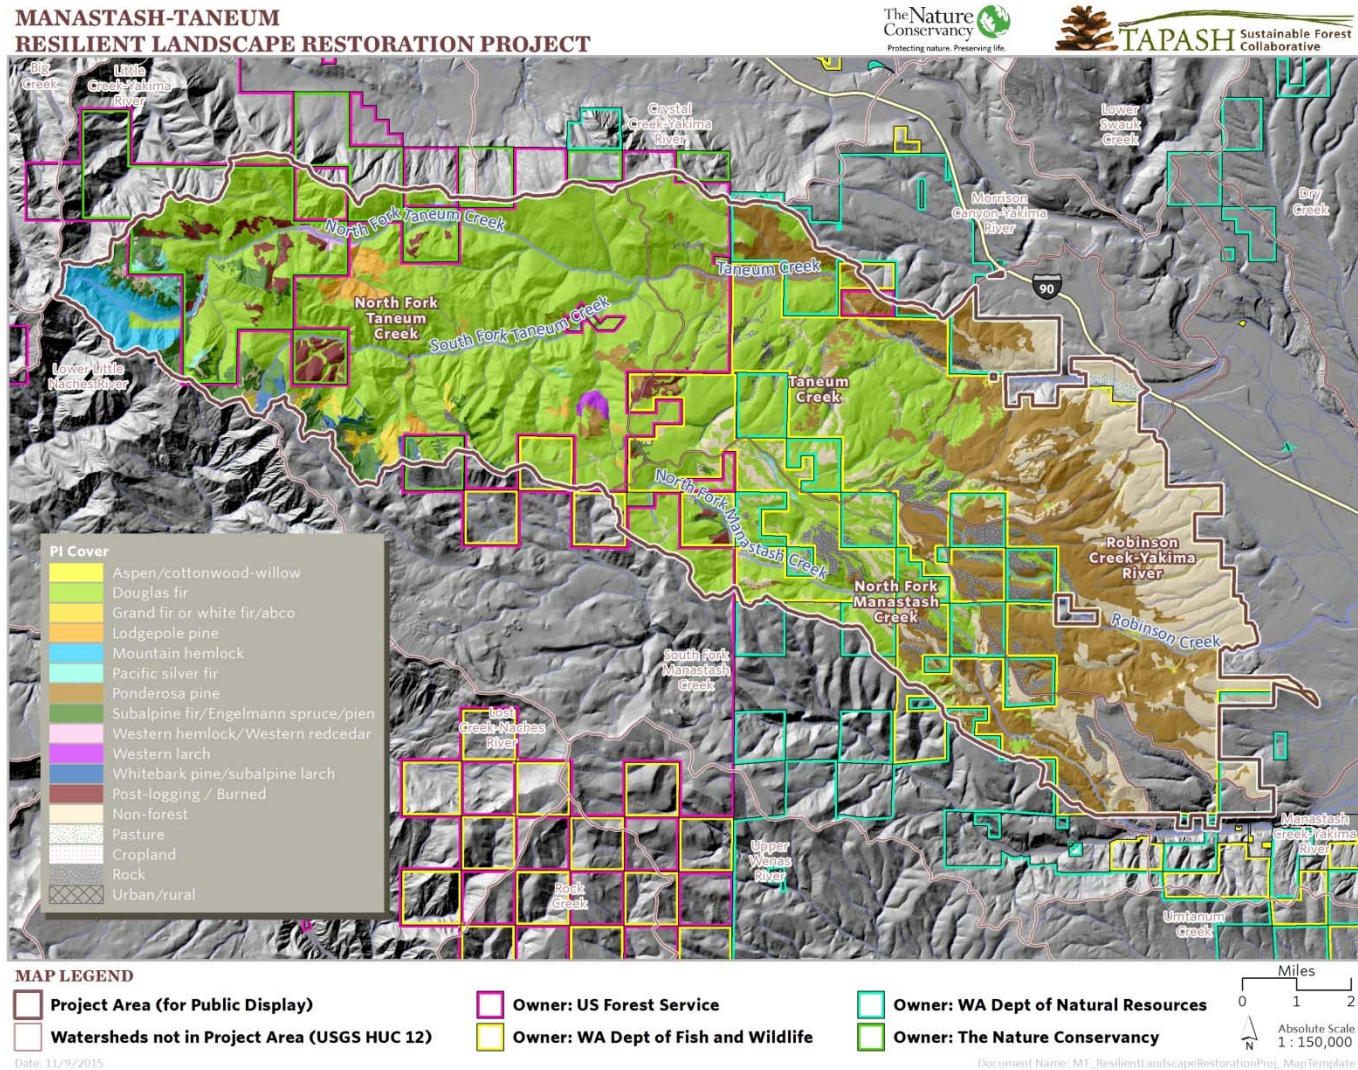 MANASTASH-TANEUM
RESILIENT LANDSCAPE RESTORATION PROJECT
The Nature
Conservancy
Protecting nature. Preserving life.
TAPASH
Sustainable Forest
Collaborative
Big
Creek
Little
Creek-Yakima
River
Crystal
Creek-Yakima
River
Lower
Swauk
Creek
Dry
Creek
Morrison
Canyon-Yakima
River
90
North Fork Taneum Creek
Taneum Creek
North Fork
Taneum
Creek
South Fork Taneum Creek
Lower Little
Naches River
Taneum
Creek
North Fork Manastash Creek
Robinson
Creek-Yakima
River
North Fork
Manastash
Creek
Robinson Creek
South Fork
Manastash
Creek
Lost
Creek-Naches
River
Upper
Wenas
River
Rock
Creek
Manastash
Creek-Yakima
River
Umtanum
Creek
PI Cover
Aspen/cottonwood-willow
Douglas fir
Grand fir or white fir/abco
Lodgepole pine
Mountain hemlock
Pacific silver fir
Ponderosa pine
Subalpine fir/Engelmann spruce/pien
Western hemlock/Western redcedar
Western larch
Whitebark pine/subalpine larch
Post-logging / Burned
Non-forest
Pasture
Cropland
Rock
Urban/rural
MAP LEGEND
Project Area (for Public Display)
Watersheds not in Project Area (USGS HUC 12)
Owner: US Forest Service
Owner: WA Dept of Fish and Wildlife
Owner: WA Dept of Natural Resources
Owner: The Nature Conservancy
Miles
0 1 2
N
Absolute Scale
1 : 150,000
Date: 11/9/2015
Document Name: MT_ResilientLandscapeRestorationProj_MapTemplate